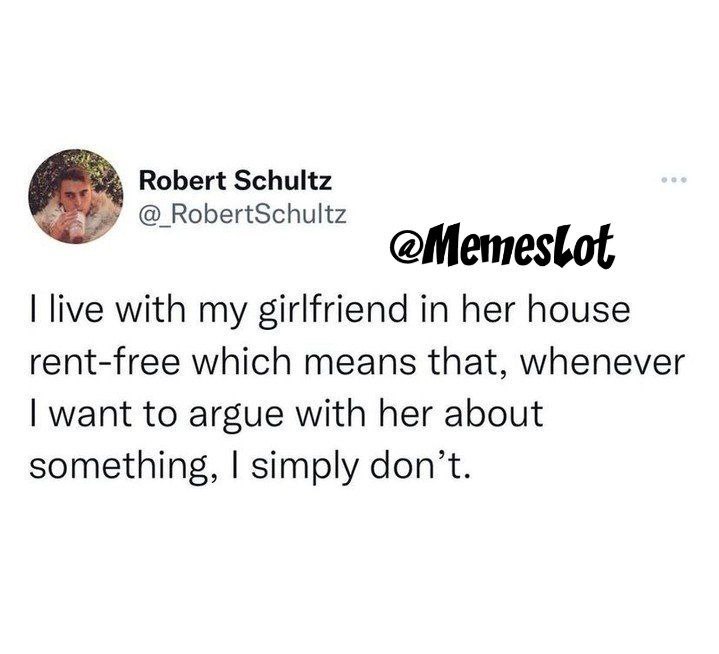 Robert Schultz
@_RobertSchultz
@MemesLot
I live with my girlfriend in her house
rent-free which means that, whenever
I want to argue with her about
something, I simply don’t.